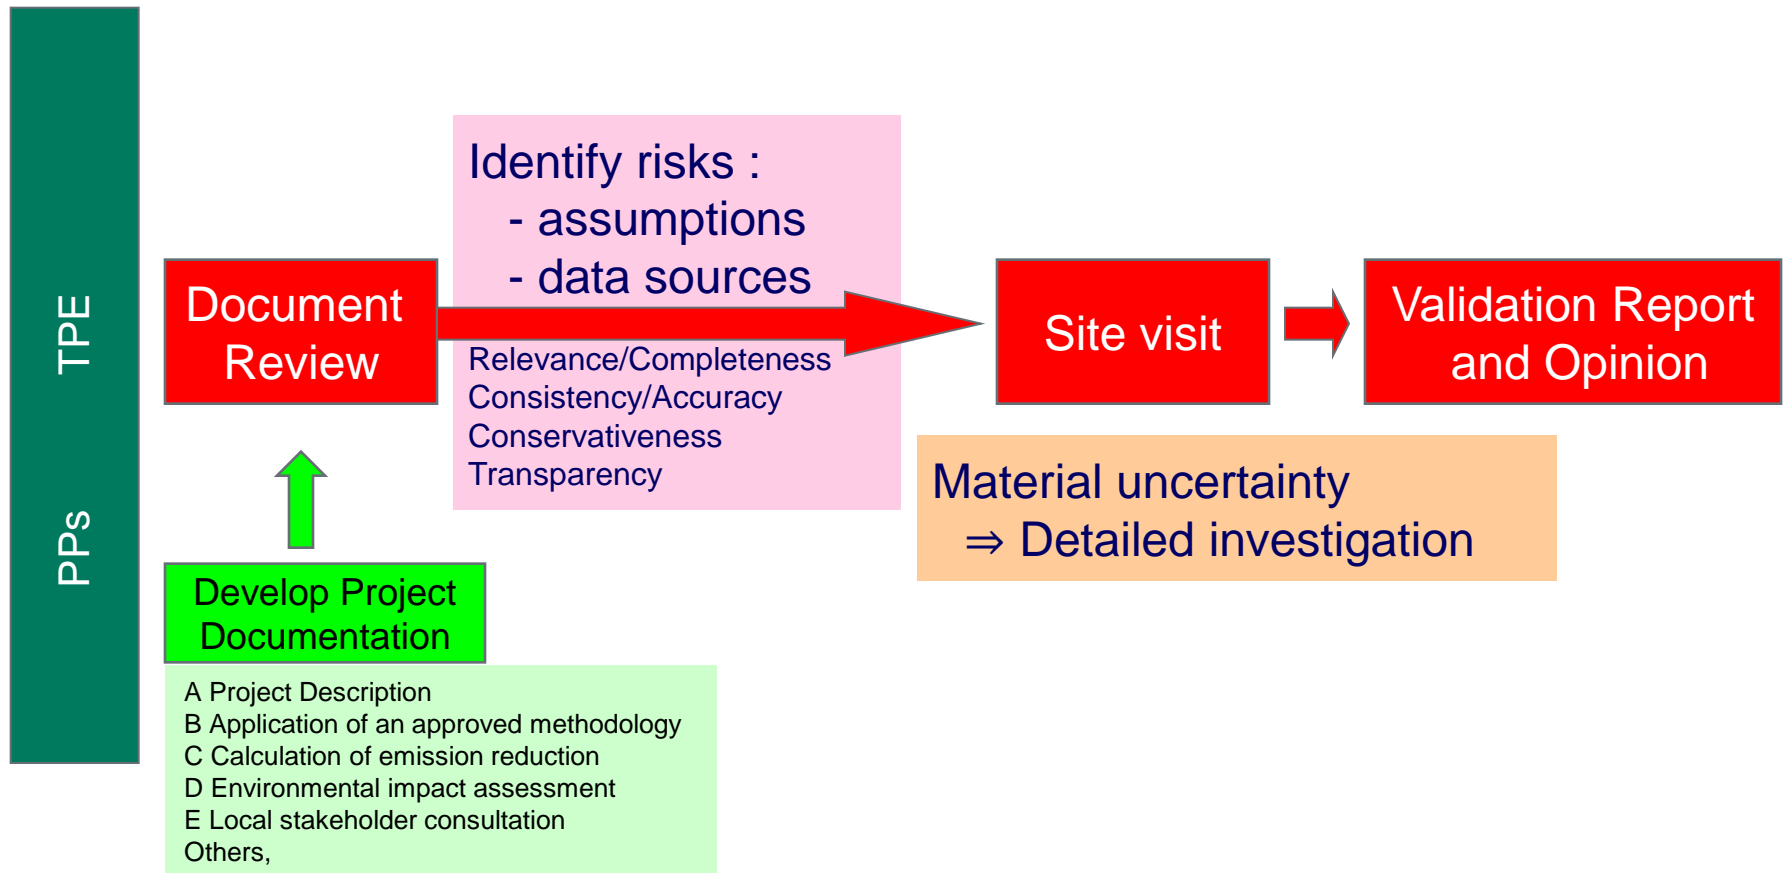 TPE
PPs
Identify risks :
- assumptions
- data sources
Document
Review
Relevance/Completeness
Consistency/Accuracy
Conservativeness
Transparency
Site visit
Validation Report
and Opinion
Material uncertainty
⇒ Detailed investigation
Develop Project
Documentation
A Project Description
B Application of an approved methodology
C Calculation of emission reduction
D Environmental impact assessment
E Local stakeholder consultation
Others,